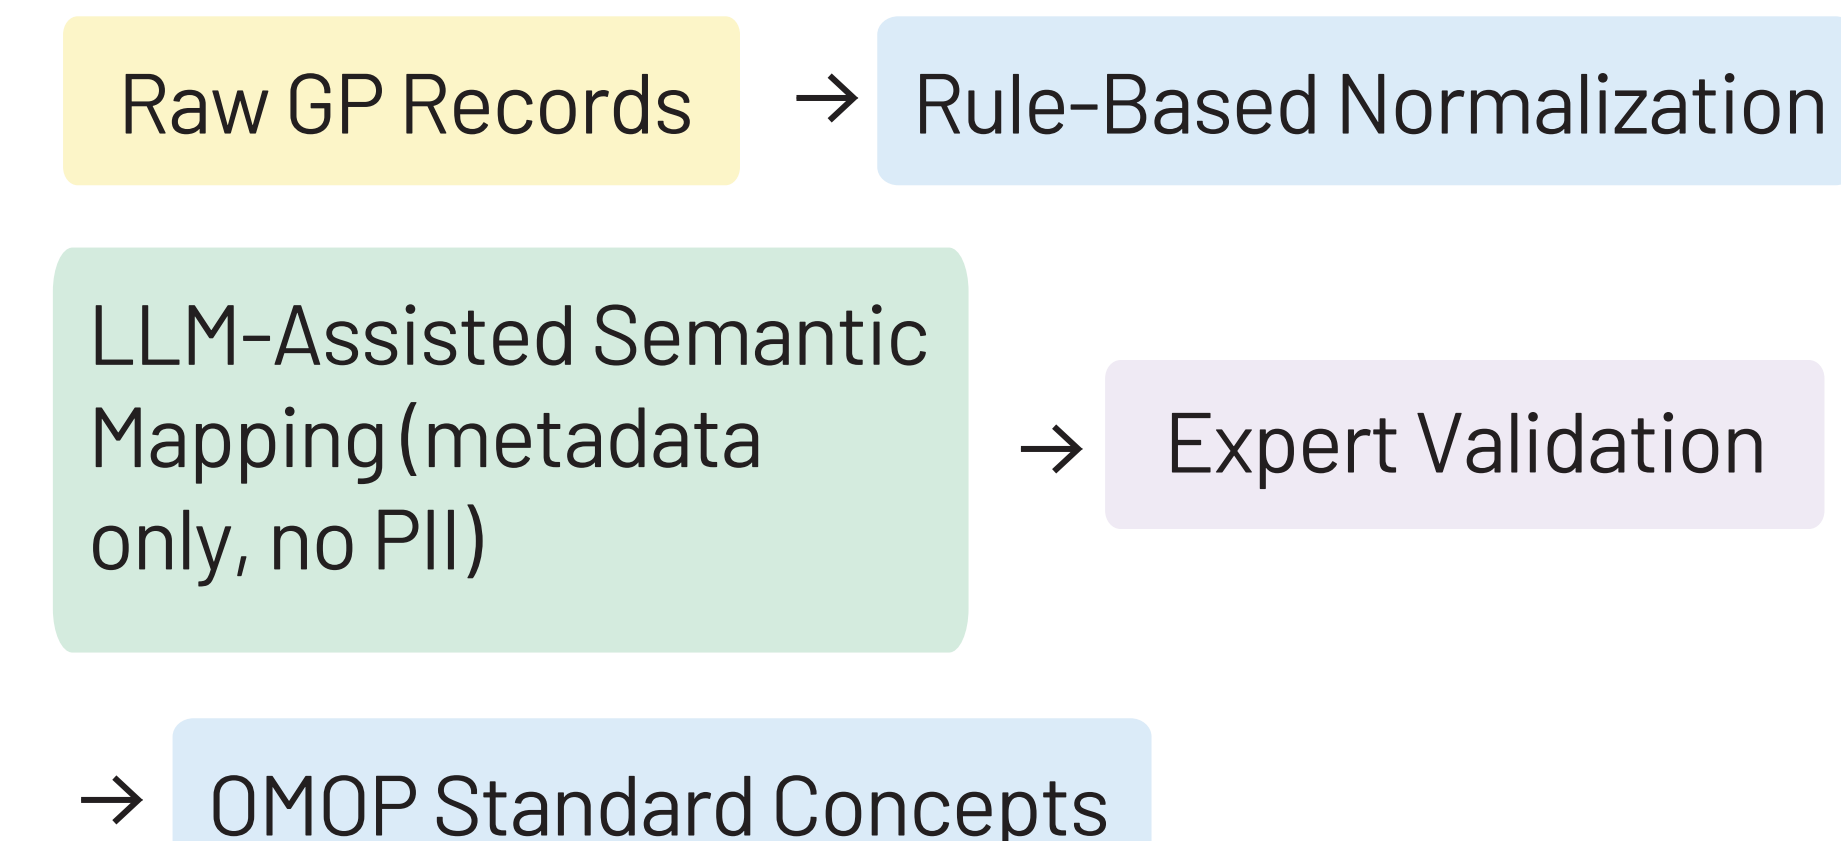 Raw GP Records → Rule-Based Normalization
LLM-Assisted Semantic
Mapping (metadata
only, no PII)
→ Expert Validation
→ OMOP Standard Concepts